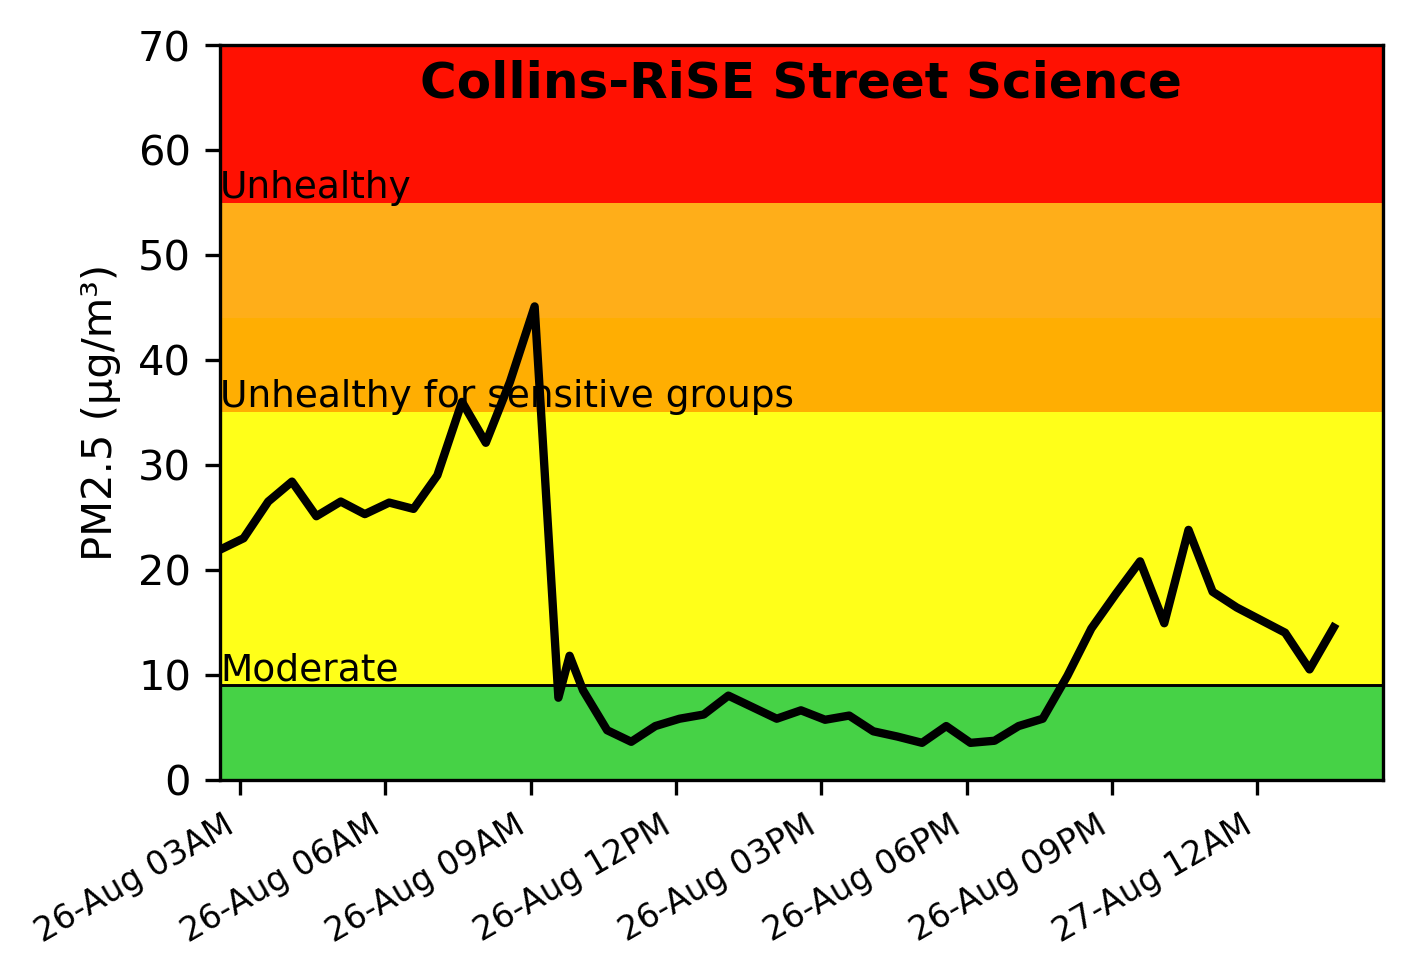 Collins-RiSE Street Science
PM2.5 (µg/m³)
70
60
50
40
30
20
10
0
Unhealthy
Unhealthy for sensitive groups
Moderate
26-Aug 03AM
26-Aug 06AM
26-Aug 09AM
26-Aug 12PM
26-Aug 03PM
26-Aug 06PM
26-Aug 09PM
27-Aug 12AM